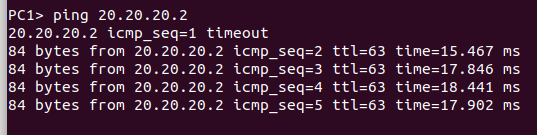 PC1> ping 20.20.20.2
20.20.20.2 icmp_seq=1 timeout
84 bytes from 20.20.20.2 icmp_seq=2 ttl=63 time=15.467 ms
84 bytes from 20.20.20.2 icmp_seq=3 ttl=63 time=17.846 ms
84 bytes from 20.20.20.2 icmp_seq=4 ttl=63 time=18.441 ms
84 bytes from 20.20.20.2 icmp_seq=5 ttl=63 time=17.902 ms